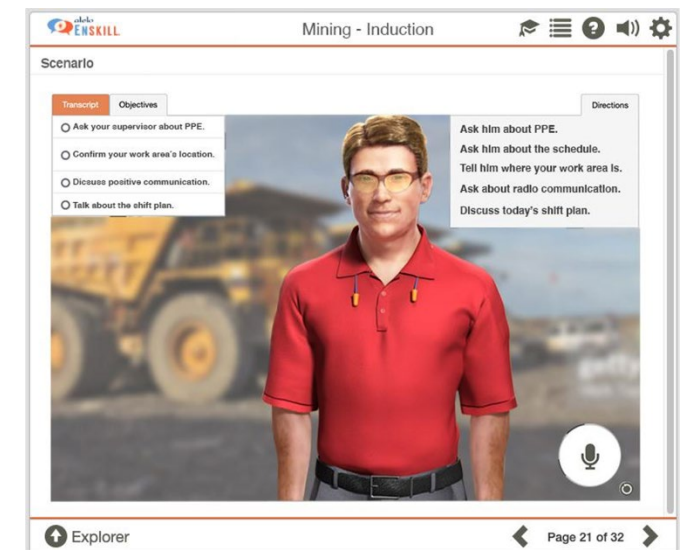 alelo
ENSKILL
Mining - Induction
Scenario
Transcript
Objectives
Ask your supervisor about PPE.
Confirm your work area's location.
Dicsuss positive communication.
Talk about the shift plan.
Directions
Ask him about PPE.
Ask him about the schedule.
Tell him where your work area is.
Ask about radio communication.
Discuss today's shift plan.
Explorer
Page 21 of 32